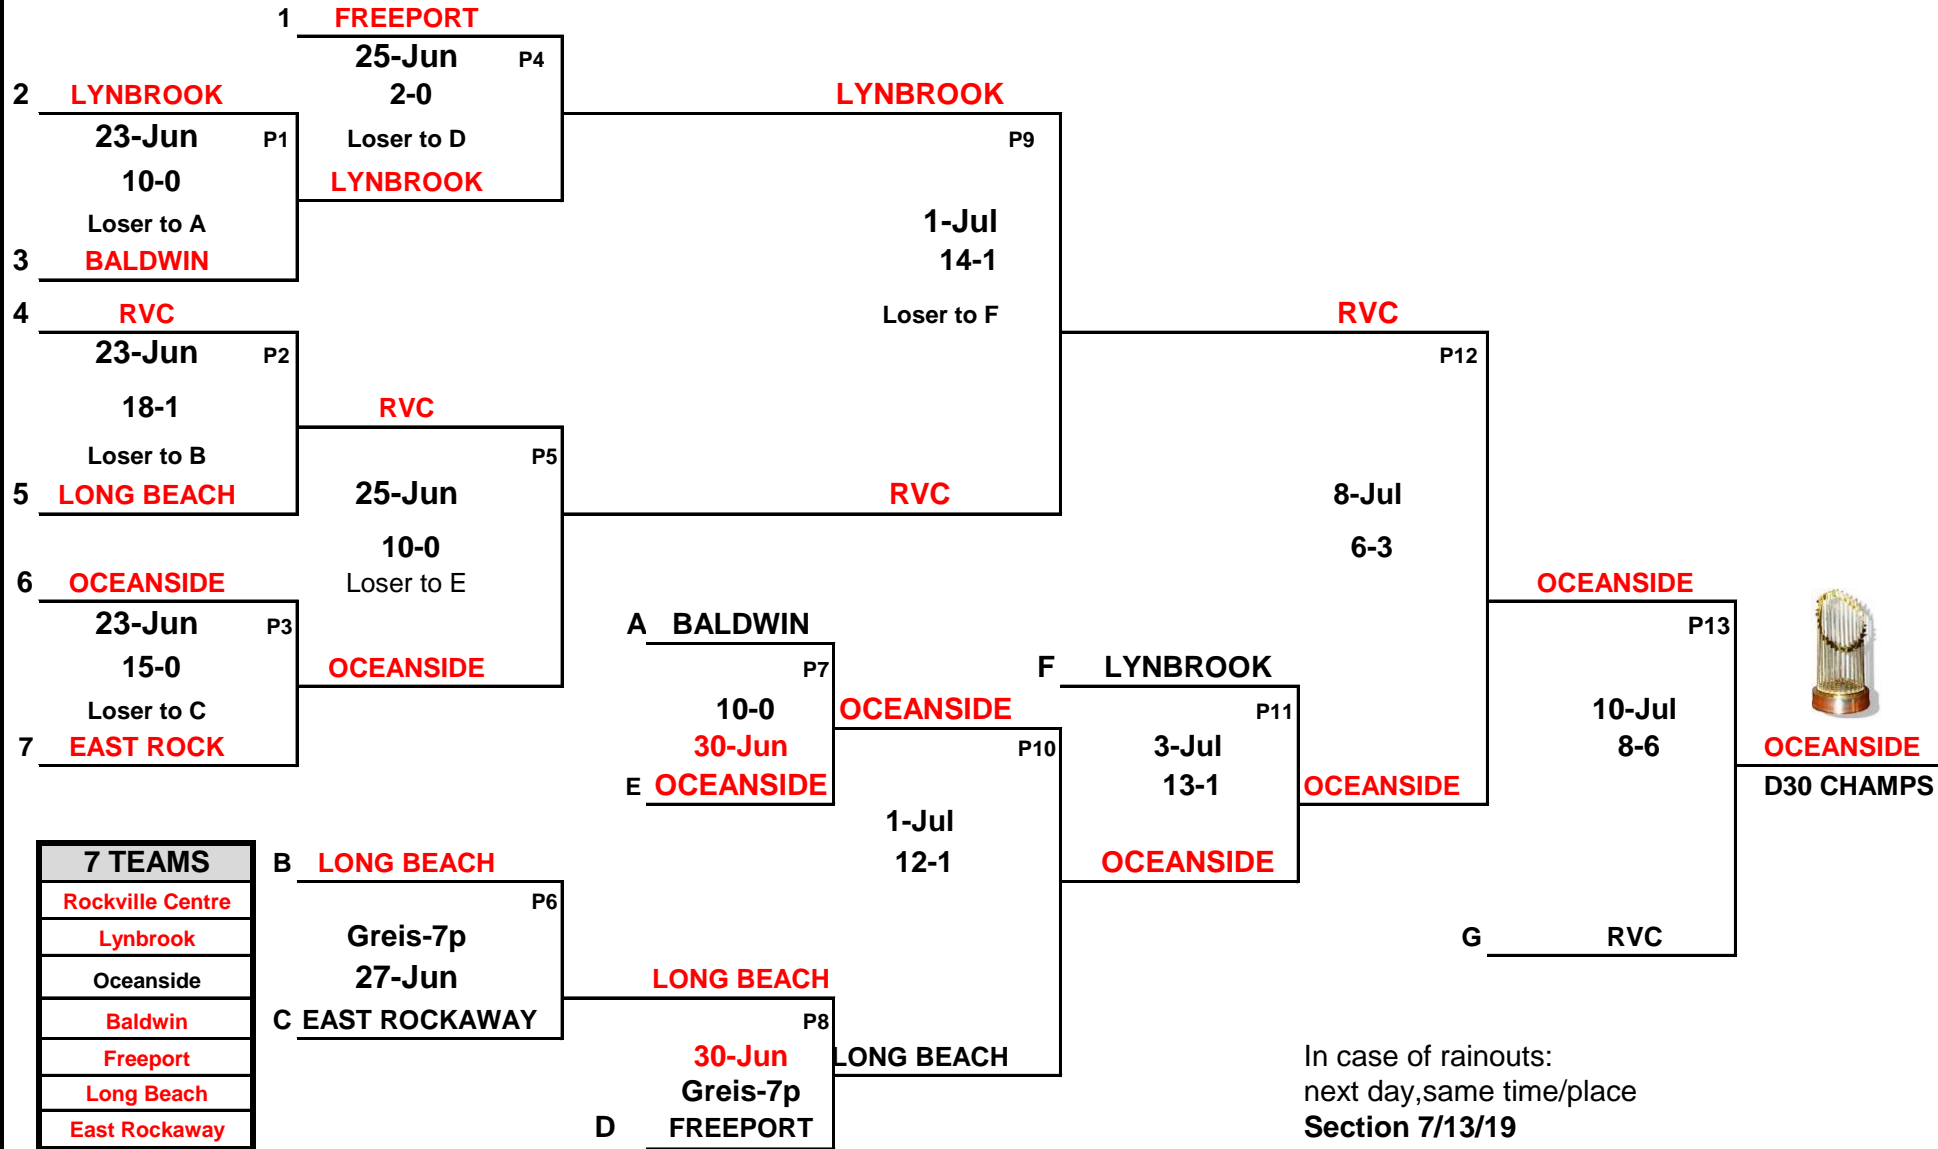 1 FREEPORT
25-Jun P4
2 LYNBROOK 2-0 LYNBROOK
23-Jun P1 Loser to D P9
10-0 LYNBROOK
Loser to A 1-Jul
3 BALDWIN 14-1
4 RVC Loser to F RVC
23-Jun P2 P12
18-1 RVC
Loser to B P5
5 LONG BEACH 25-Jun RVC 8-Jul
10-0 6-3
6 OCEANSIDE Loser to E OCEANSIDE
23-Jun P3 A BALDWIN P13
15-0 OCEANSIDE P7 F LYNBROOK
Loser to C 10-0 OCEANSIDE P11 10-Jul
7 EAST ROCK 30-Jun P10 3-Jul 8-6 OCEANSIDE
E OCEANSIDE 13-1 OCEANSIDE D30 CHAMPS
1-Jul
7 TEAMS B LONG BEACH 12-1 OCEANSIDE
Rockville Centre P6
Lynbrook Greis-7p G RVC
Oceanside 27-Jun LONG BEACH
Baldwin C EAST ROCKAWAY P8
Freeport 30-Jun LONG BEACH In case of rainouts:
Long Beach Greis-7p next day,same time/place
East Rockaway D FREEPORT Section 7/13/19